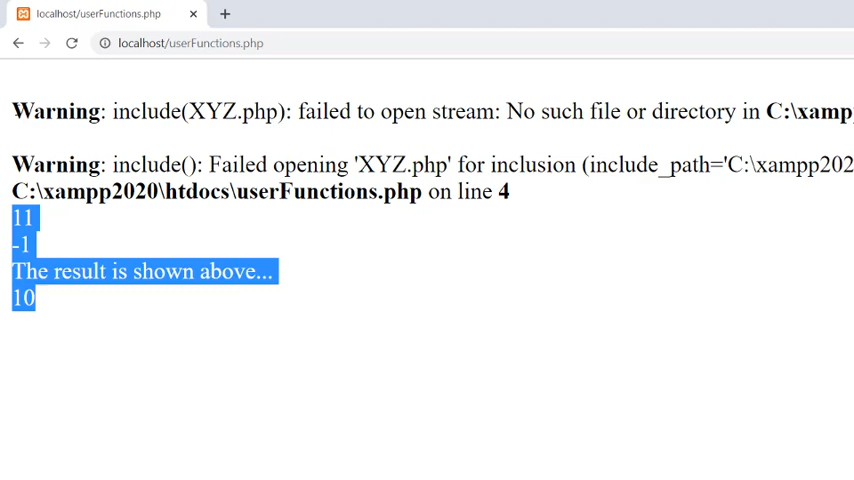 localhost/userFunctions.php
localhost/userFunctions.php
Warning: include(XYZ.php): failed to open stream: No such file or directory in C:\xampp
Warning: include(): Failed opening 'XYZ.php' for inclusion (include_path='C:\xampp202
C:\xampp2020\htdocs\userFunctions.php on line 4
11
-1
The result is shown above...
10